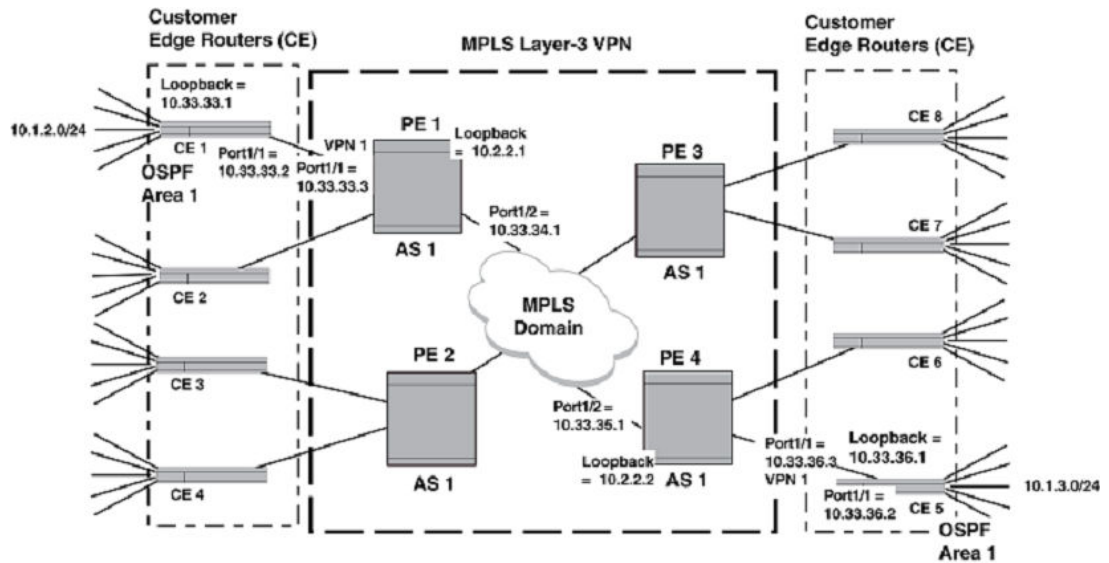 Customer
Edge Routers (CE)
MPLS Layer-3 VPN
Customer
Edge Routers (CE)
Loopback =
10.33.33.1
10.1.2.0/24
CE 1
Port1/1 =
10.33.33.2
OSPF
Area 1
VPN 1
Port1/1 =
10.33.33.3
PE 1
Loopback
= 10.2.2.1
AS 1
Port1/2 =
10.33.34.1
PE 3
AS 1
CE 8
CE 7
CE 2
MPLS
Domain
CE 3
PE 2
AS 1
PE 4
CE 6
Port1/2 =
10.33.35.1
Loopback
= 10.2.2.2
AS 1
Port1/1 =
10.33.36.3
VPN 1
Loopback =
10.33.36.1
CE 4
Port1/1 =
10.33.36.2
CE 5
10.1.3.0/24
OSPF
Area 1